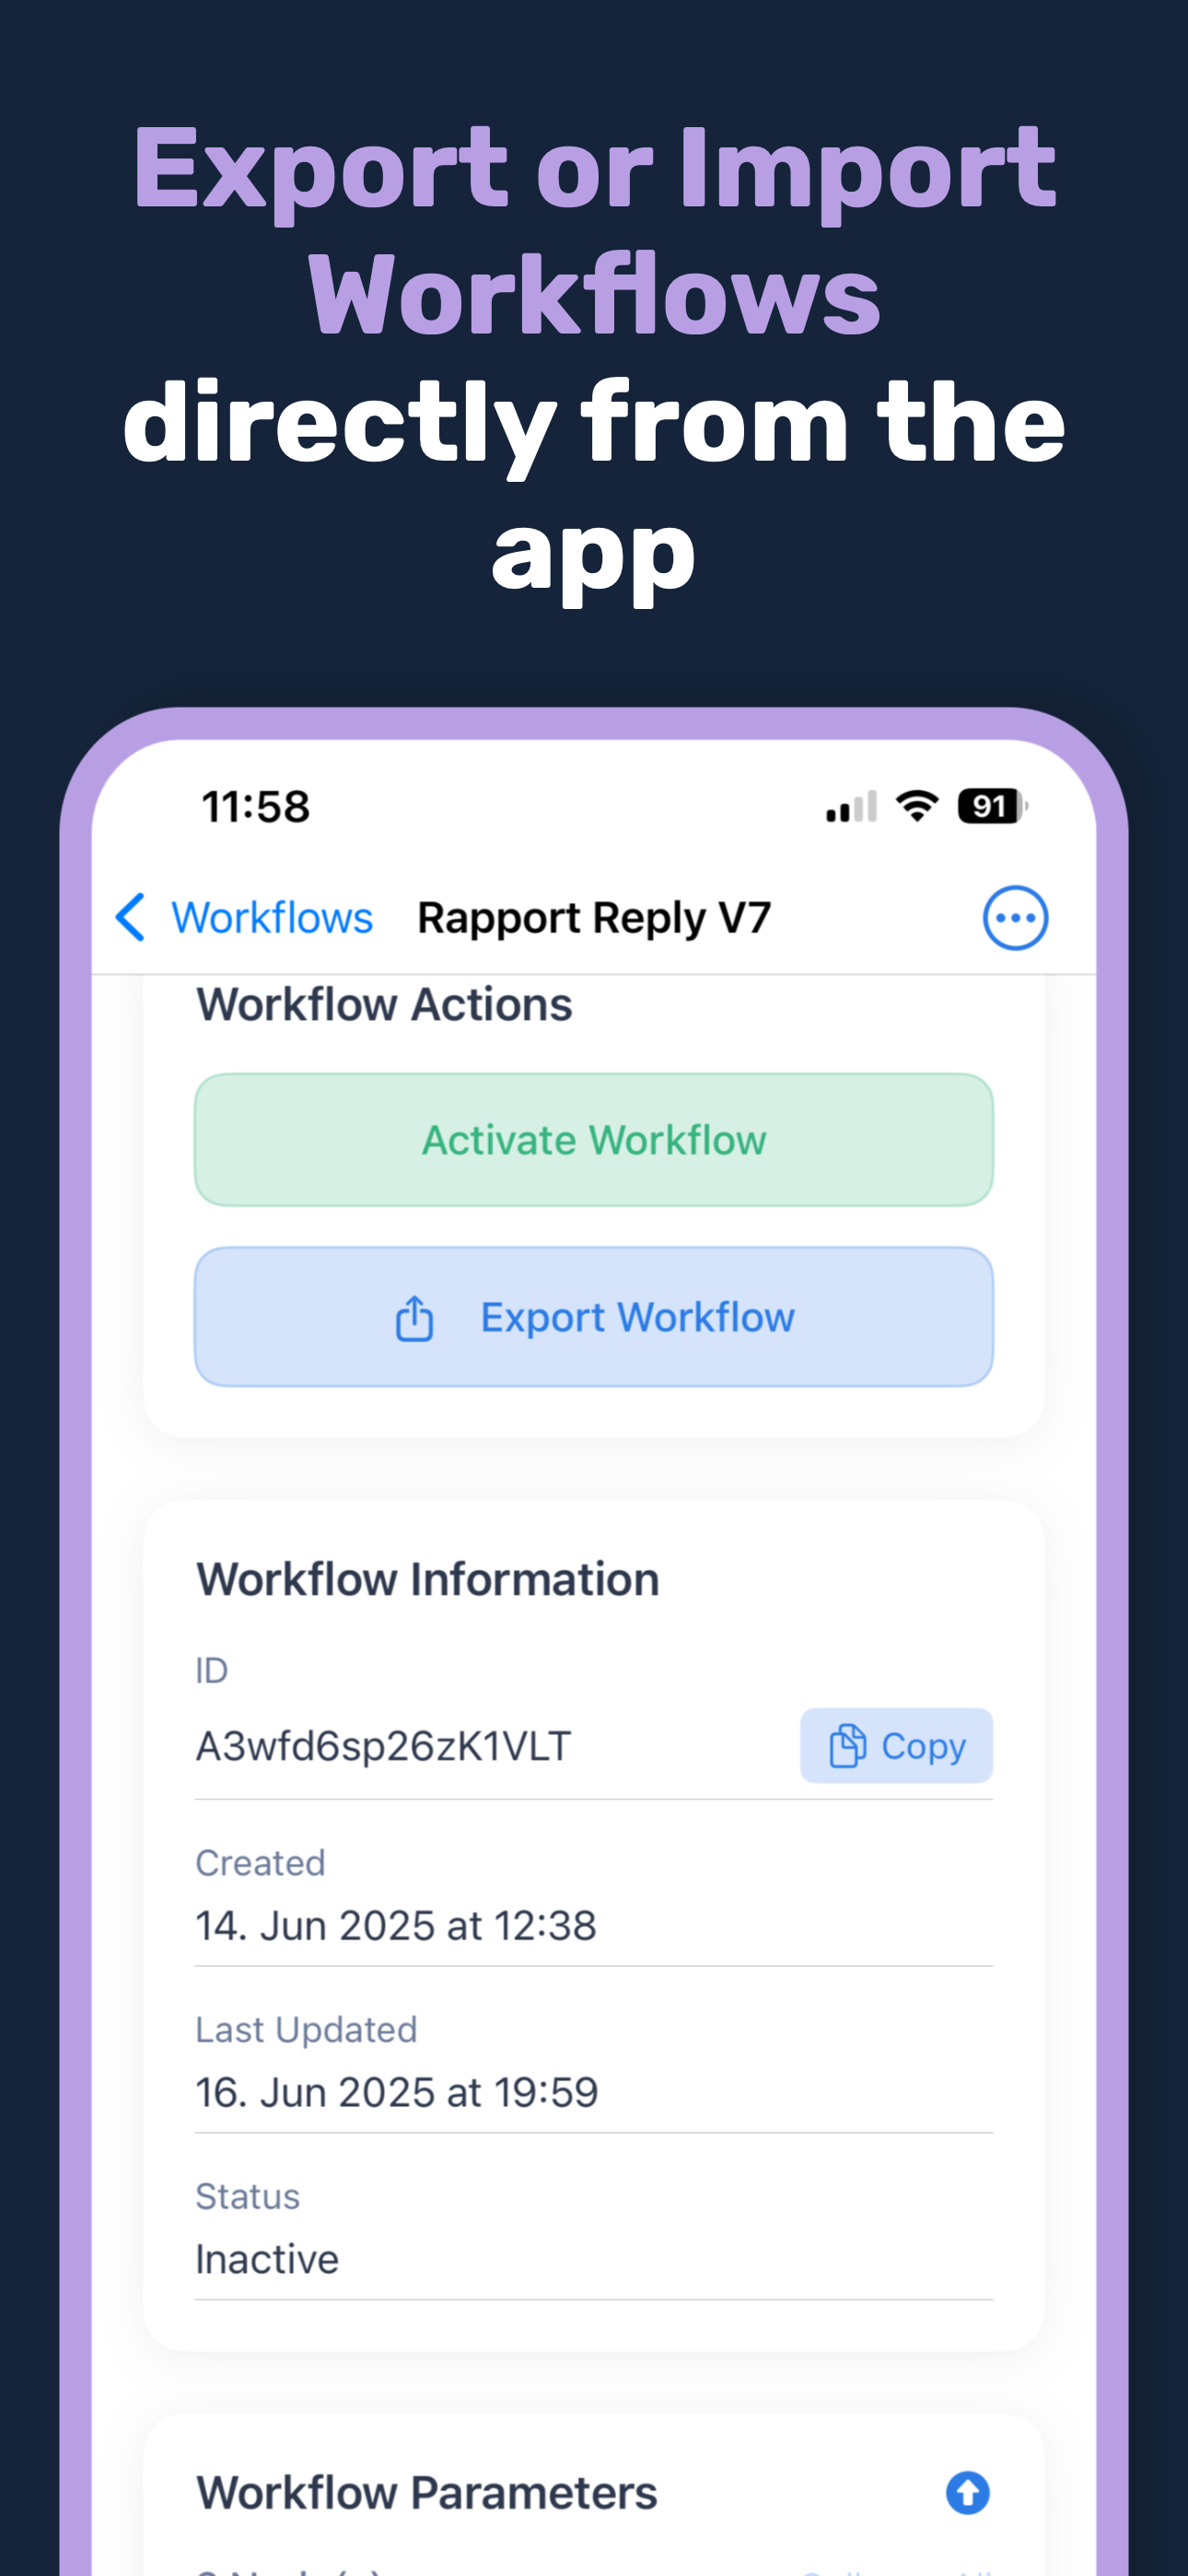 Export or Import
Workflows
directly from the
app
11:58
91
Workflows Rapport Reply V7
Workflow Actions
Activate Workflow
Export Workflow
Workflow Information
ID
A3wfd6sp26zK1VLT
Copy
Created
14. Jun 2025 at 12:38
Last Updated
16. Jun 2025 at 19:59
Status
Inactive
Workflow Parameters